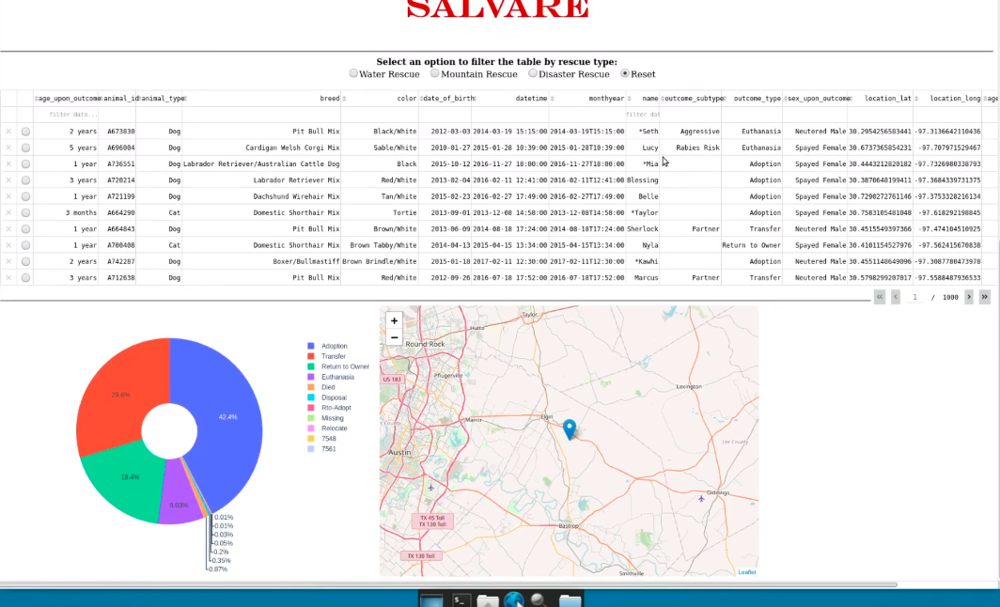 SALVARE
Select an option to filter the table by rescue type:
Water Rescue Mountain Rescue Disaster Rescue Reset
age_upon_outcome animal_id animal_type breed color date_of_birth datetime monthyear name outcome_subtype outcome_type sex_upon_outcome location_lat location_long age
filter data... filter dat
2 years A673830 Dog Pit Bull Mix Black/White 2012-03-03 2014-03-19 15:15:00 2014-03-19T15:15:00 *Seth Aggressive Euthanasia Neutered Male 30.2954256583441 -97.3136642110436
5 years A696004 Dog Cardigan Welsh Corgi Mix Sable/White 2010-01-27 2015-01-28 10:39:00 2015-01-28T10:39:00 Lucy Rabies Risk Euthanasia Spayed Female 30.6737365854231 -97.707971529467
1 year A736551 Dog Labrador Retriever/Australian Cattle Dog Black 2015-10-12 2016-11-27 18:00:00 2016-11-27T18:00:00 *Mia Adoption Spayed Female 30.4443212820182 -97.7326980338793
3 years A720214 Dog Labrador Retriever Mix Red/White 2013-02-04 2016-02-11 12:41:00 2016-02-11T12:41:00 Blessing Adoption Spayed Female 30.3870648199411 -97.3684339731375
1 year A721199 Dog Dachshund Wirehair Mix Tan/White 2015-02-23 2016-02-27 17:49:00 2016-02-27T17:49:00 Belle Adoption Spayed Female 30.7290272761146 -97.3753328216134
3 months A664290 Cat Domestic Shorthair Mix Tortie 2013-09-01 2013-12-08 14:58:00 2013-12-08T14:58:00 *Taylor Adoption Spayed Female 30.7583105481048 -97.618292198845
1 year A664843 Dog Pit Bull Mix Brown/White 2013-06-09 2014-08-18 17:24:00 2014-08-18T17:24:00 Sherlock Partner Transfer Neutered Male 30.4515549397366 -97.474104510925
1 year A700408 Cat Domestic Shorthair Mix Brown Tabby/White 2014-04-13 2015-04-15 13:34:00 2015-04-15T13:34:00 Nyla Return to Owner Spayed Female 30.4101154527976 -97.562415670838
2 years A742287 Dog Boxer/Bullmastiff Brown Brindle/White 2015-01-18 2017-02-11 12:30:00 2017-02-11T12:30:00 *Kawhi Adoption Neutered Male 30.4551148649096 -97.3087780473978
3 years A712638 Dog Pit Bull Mix Red/White 2012-09-26 2016-07-18 17:52:00 2016-07-18T17:52:00 Marcus Partner Transfer Neutered Male 30.5798299207017 -97.5588487936533
1 / 1000
42.4%
29.4%
18.4%
8.03%
0.01%
0.01%
0.03%
0.05%
0.2%
0.35%
0.87%
Adoption
Transfer
Return to Owner
Euthanasia
Died
Disposal
Rto-Adopt
Missing
Relocate
7548
7561
+
−
Taylor
Hutto
Round Rock
Pflugerville
US 183
Lexington
Manor
Elgin
Lee County
Austin
Giddings
TX 45 Toll
TX 130 Toll
Bastrop
TX 130 Toll
Smithville
Leaflet